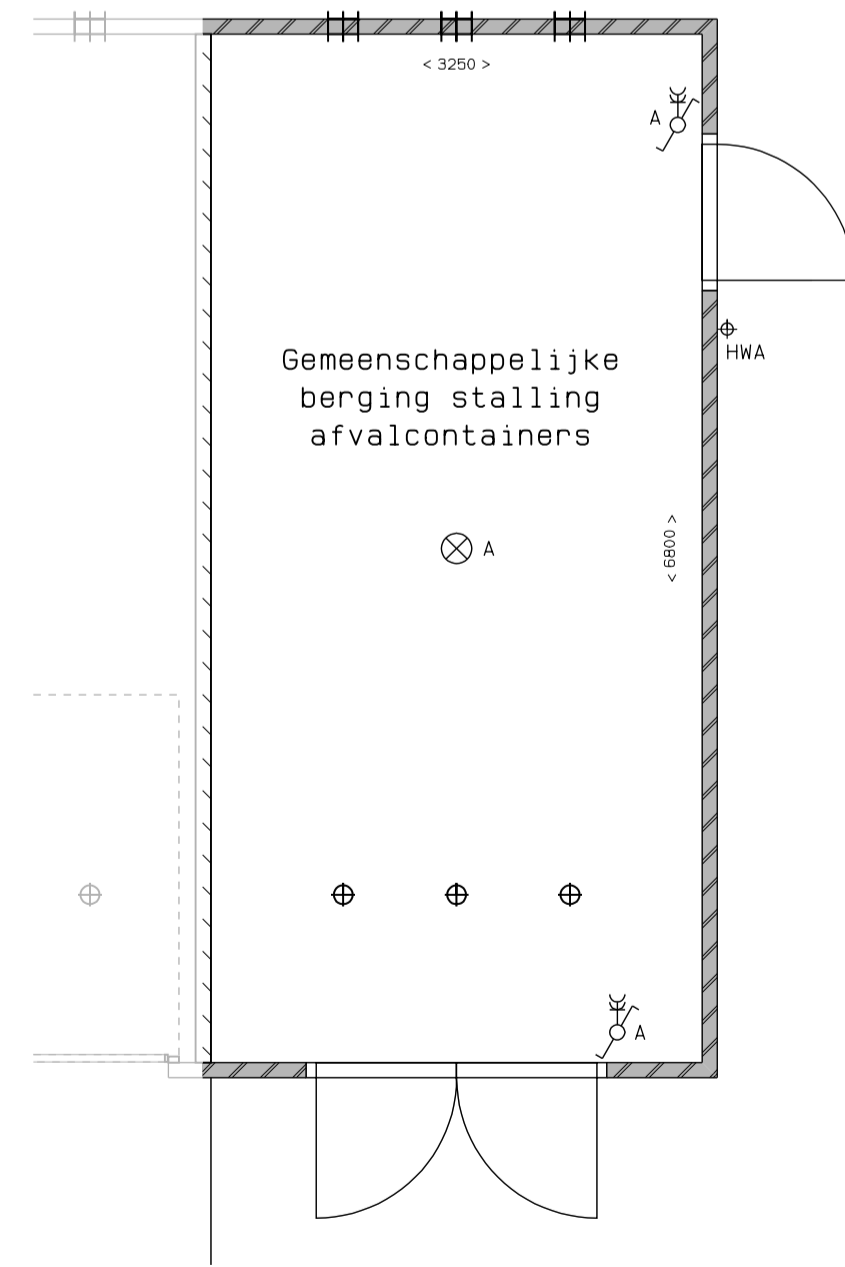 < 3250 >
A
HWA
Gemeenschappelijke
berging stalling
afvalcontainers
< 6800 >
A
A